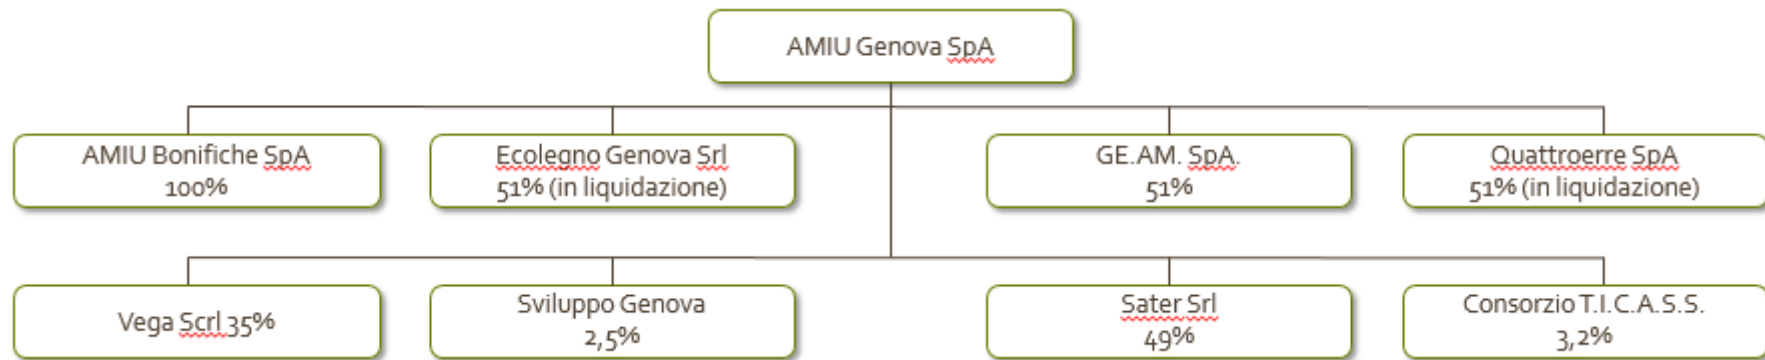 AMIU Genova SpA
AMIU Bonifiche SpA
100%
Ecolegno Genova Srl
51% (in liquidazione)
GE.AM. SpA.
51%
Quattroerre SpA
51% (in liquidazione)
Vega Scrl 35%
Sviluppo Genova
2,5%
Sater Srl
49%
Consorzio T.I.C.A.S.S.
3,2%